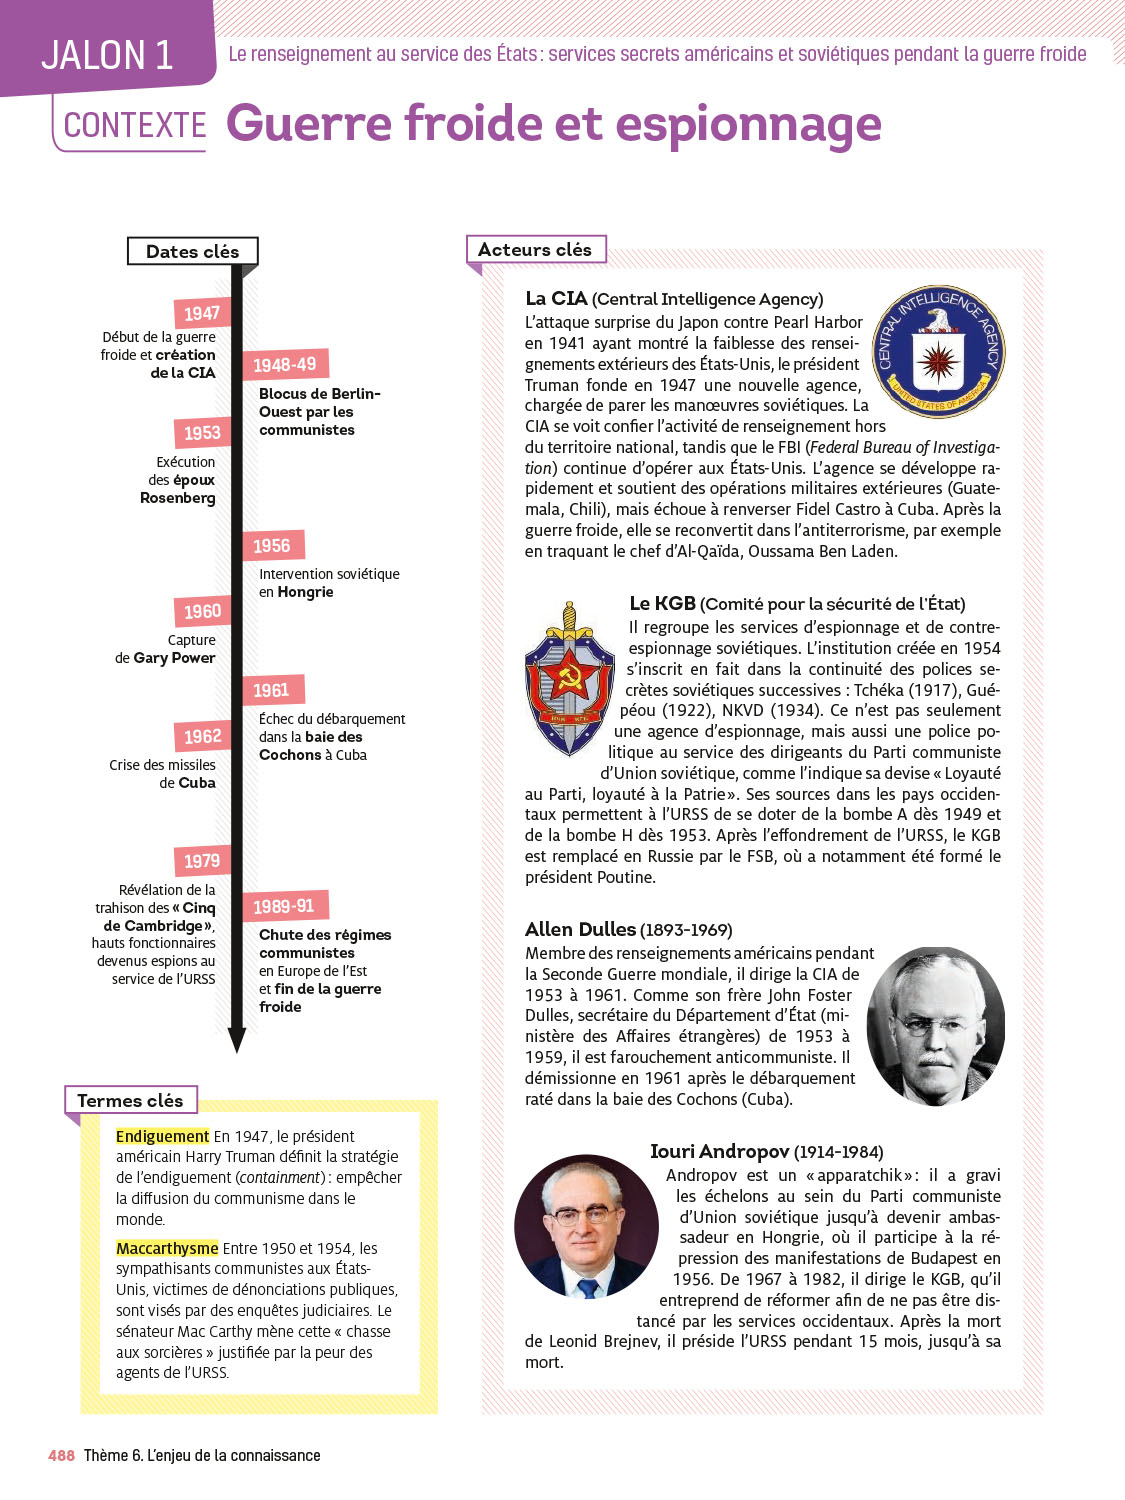 JALON 1
Le renseignement au service des États : services secrets américains et soviétiques pendant la guerre froide
CONTEXTE
Guerre froide et espionnage
Dates clés
1947
Début de la guerre
froide et création
de la CIA
1948-49
Blocus de Berlin-
Ouest par les
communistes
1953
Exécution
des époux
Rosenberg
1956
Intervention soviétique
en Hongrie
1960
Capture
de Gary Power
1961
Échec du débarquement
dans la baie des
Cochons à Cuba
1962
Crise des missiles
de Cuba
1979
Révélation de la
trahison des « Cinq
de Cambridge »,
hauts fonctionnaires
devenus espions au
service de l'URSS
1989-91
Chute des régimes
communistes
en Europe de l'Est
et fin de la guerre
froide
Termes clés
Endiguement En 1947, le président
américain Harry Truman définit la stratégie
de l'endiguement (containment) : empêcher
la diffusion du communisme dans le
monde.
Maccarthysme Entre 1950 et 1954, les
sympathisants communistes aux États-
Unis, victimes de dénonciations publiques,
sont visés par des enquêtes judiciaires. Le
sénateur Mac Carthy mène cette « chasse
aux sorcières » justifiée par la peur des
agents de l'URSS.
Acteurs clés
La CIA (Central Intelligence Agency)
L'attaque surprise du Japon contre Pearl Harbor
en 1941 ayant montré la faiblesse des rensei-
gnements extérieurs des États-Unis, le président
Truman fonde en 1947 une nouvelle agence,
chargée de parer les manœuvres soviétiques. La
CIA se voit confier l'activité de renseignement hors
du territoire national, tandis que le FBI (Federal Bureau of Investiga-
tion) continue d'opérer aux États-Unis. L'agence se développe ra-
pidement et soutient des opérations militaires extérieures (Guate-
mala, Chili), mais échoue à renverser Fidel Castro à Cuba. Après la
guerre froide, elle se reconvertit dans l'antiterrorisme, par exemple
en traquant le chef d'Al-Qaïda, Oussama Ben Laden.
CENTRAL INTELLIGENCE AGENCY
UNITED STATES OF AMERICA
Le KGB (Comité pour la sécurité de l'État)
Il regroupe les services d'espionnage et de contre-
espionnage soviétiques. L'institution créée en 1954
s'inscrit en fait dans la continuité des polices se-
crètes soviétiques successives : Tchéka (1917), Gué-
péou (1922), NKVD (1934). Ce n'est pas seulement
une agence d'espionnage, mais aussi une police po-
litique au service des dirigeants du Parti communiste
d'Union soviétique, comme l'indique sa devise « Loyauté
au Parti, loyauté à la Patrie ». Ses sources dans les pays occiden-
taux permettent à l'URSS de se doter de la bombe A dès 1949 et
de la bombe H dès 1953. Après l'effondrement de l'URSS, le KGB
est remplacé en Russie par le FSB, où a notamment été formé le
président Poutine.
ВЧК КГБ
Allen Dulles (1893-1969)
Membre des renseignements américains pendant
la Seconde Guerre mondiale, il dirige la CIA de
1953 à 1961. Comme son frère John Foster
Dulles, secrétaire du Département d'État (mi-
nistère des Affaires étrangères) de 1953 à
1959, il est farouchement anticommuniste. Il
démissionne en 1961 après le débarquement
raté dans la baie des Cochons (Cuba).
Iouri Andropov (1914-1984)
Andropov est un « apparatchik » : il a gravi
les échelons au sein du Parti communiste
d'Union soviétique jusqu'à devenir ambas-
sadeur en Hongrie, où il participe à la ré-
pression des manifestations de Budapest en
1956. De 1967 à 1982, il dirige le KGB, qu'il
entreprend de réformer afin de ne pas être dis-
tancé par les services occidentaux. Après la mort
de Leonid Brejnev, il préside l'URSS pendant 15 mois, jusqu'à sa
mort.
488 Thème 6. L'enjeu de la connaissance